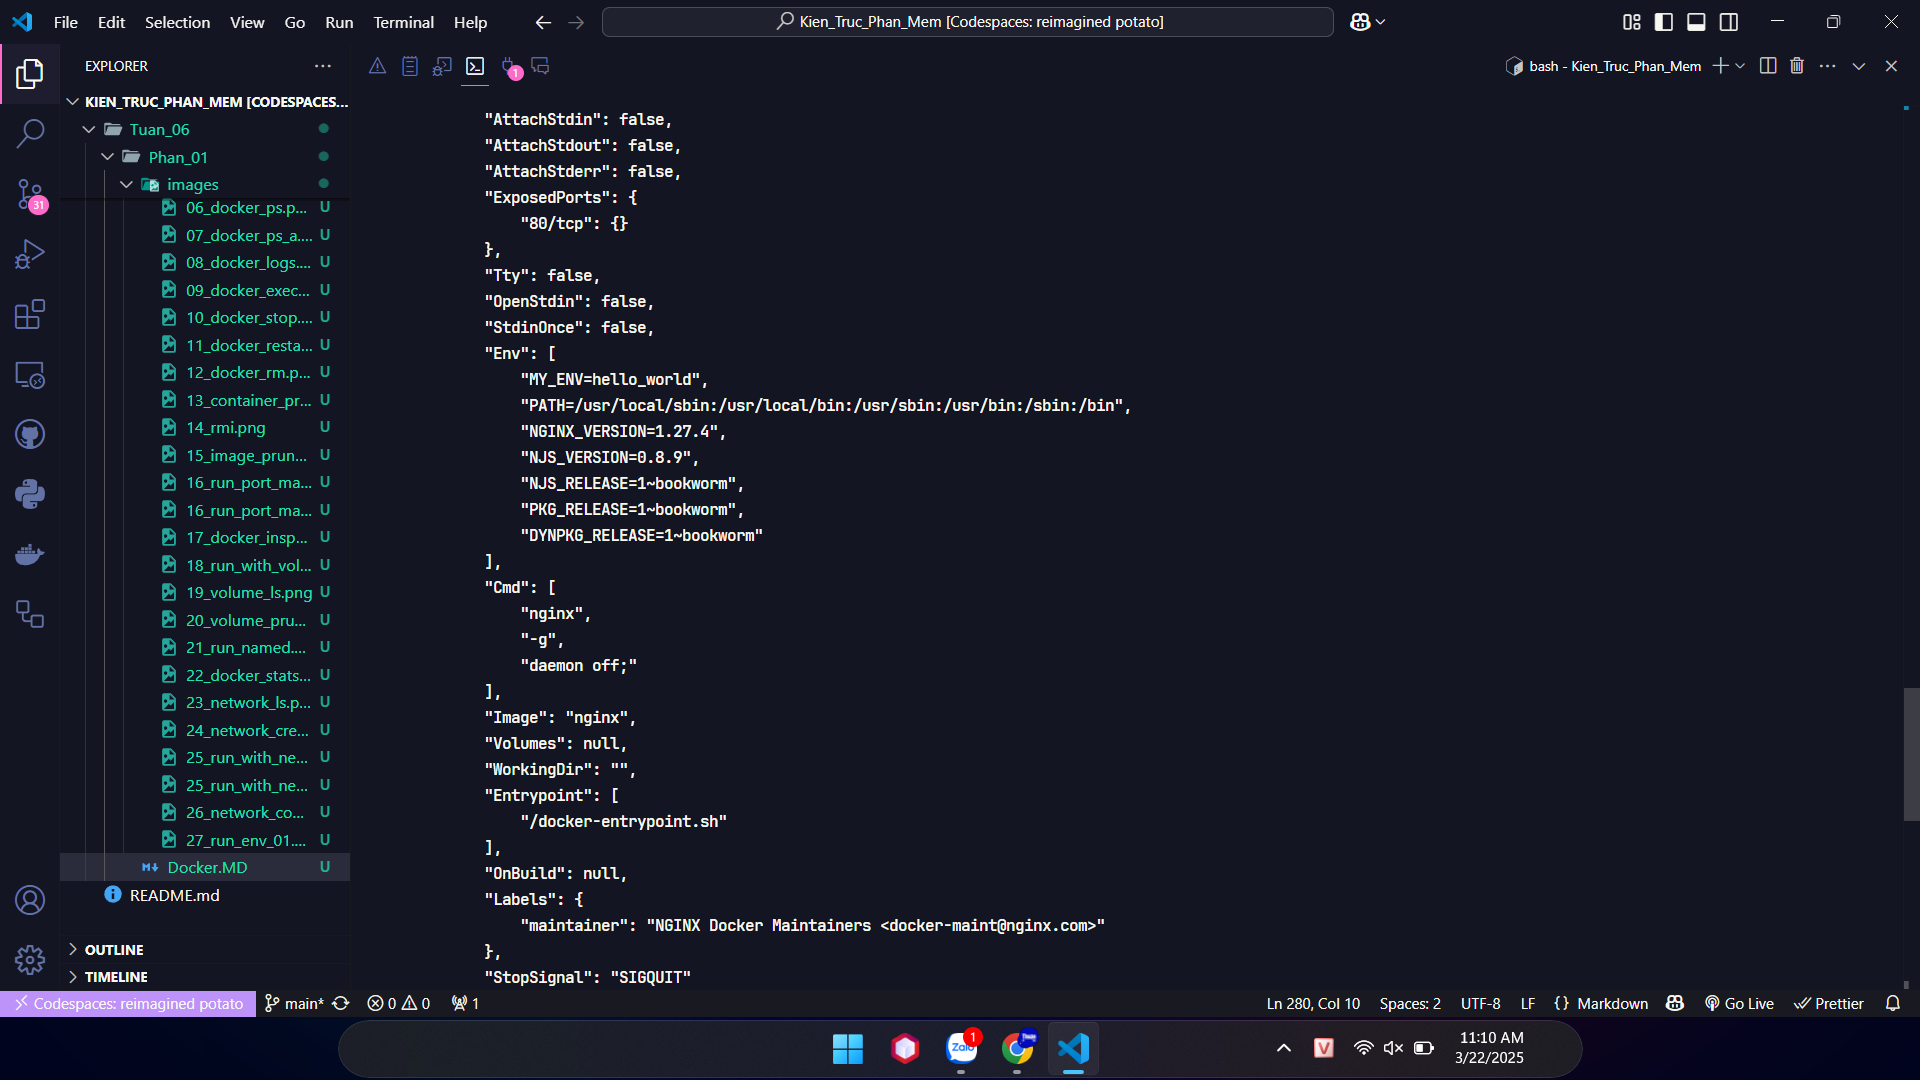 File Edit Selection View Go Run Terminal Help
Kien_Truc_Phan_Mem [Codespaces: reimagined potato]
EXPLORER
KIEN_TRUC_PHAN_MEM [CODESPACES...
Tuan_06
Phan_01
images
06_docker_ps.p... U
07_docker_ps_a.... U
08_docker_logs.... U
09_docker_exec... U
10_docker_stop.... U
11_docker_resta... U
12_docker_rm.p... U
13_container_pr... U
14_rmi.png U
15_image_prun... U
16_run_port_ma... U
16_run_port_ma... U
17_docker_insp... U
18_run_with_vol... U
19_volume_ls.png U
20_volume_pru... U
21_run_named.... U
22_docker_stats... U
23_network_ls.p... U
24_network_cre... U
25_run_with_ne... U
25_run_with_ne... U
26_network_co... U
27_run_env_01.... U
Docker.MD U
README.md
OUTLINE
TIMELINE
31
1
bash - Kien_Truc_Phan_Mem
"AttachStdin": false,
"AttachStdout": false,
"AttachStderr": false,
"ExposedPorts": {
"80/tcp": {}
},
"Tty": false,
"OpenStdin": false,
"StdinOnce": false,
"Env": [
"MY_ENV=hello_world",
"PATH=/usr/local/sbin:/usr/local/bin:/usr/sbin:/usr/bin:/sbin:/bin",
"NGINX_VERSION=1.27.4",
"NJS_VERSION=0.8.9",
"NJS_RELEASE=1~bookworm",
"PKG_RELEASE=1~bookworm",
"DYNPKG_RELEASE=1~bookworm"
],
"Cmd": [
"nginx",
"-g",
"daemon off;"
],
"Image": "nginx",
"Volumes": null,
"WorkingDir": "",
"Entrypoint": [
"/docker-entrypoint.sh"
],
"OnBuild": null,
"Labels": {
"maintainer": "NGINX Docker Maintainers <docker-maint@nginx.com>"
},
"StopSignal": "SIGQUIT"
Codespaces: reimagined potato main* 0 0 1
Ln 280, Col 10 Spaces: 2 UTF-8 LF {} Markdown Go Live Prettier
Zalo 1
V
11:10 AM
3/22/2025